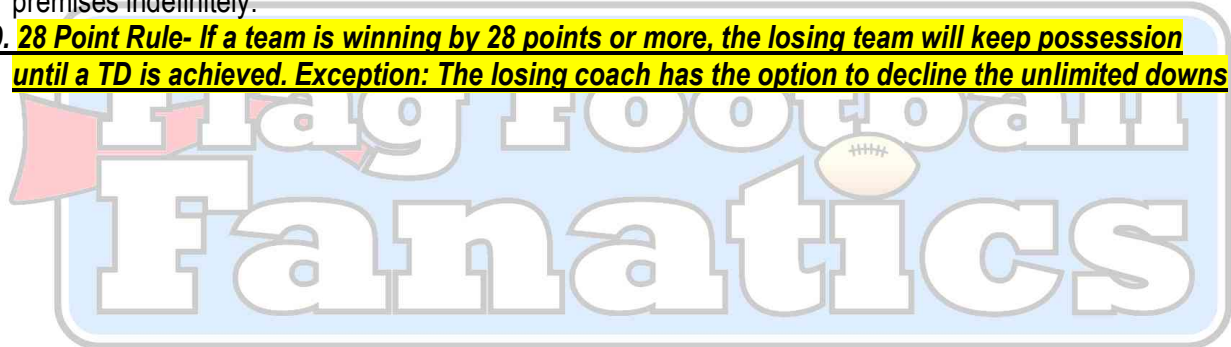 premises indefinitely.
9. 28 Point Rule- If a team is winning by 28 points or more, the losing team will keep possession
until a TD is achieved. Exception: The losing coach has the option to decline the unlimited downs
Flag Football
Fanatics